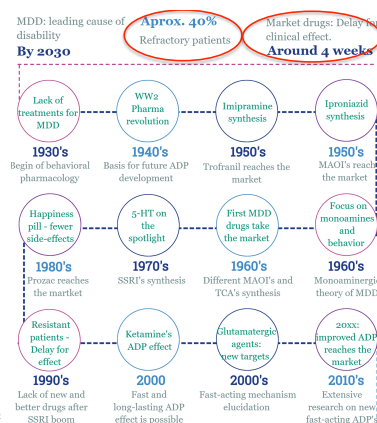 MDD: leading cause of
disability
By 2030
Aprox. 40%
Refractory patients
Market drugs: Delay for
clinical effect.
Around 4 weeks
Lack of
treatments for
MDD
WW2
Pharma
revolution
Imipramine
synthesis
Iproniazid
synthesis
1930's
Begin of behavioral
pharmacology
1940's
Basis for future ADP
development
1950's
Trofranil reaches the
market
1950's
MAOI's reach
the market
Happiness
pill - fewer
side-effects
5-HT on
the
spotlight
First MDD
drugs take
the market
Focus on
monoamines
and
behavior
1980's
Prozac reaches
the martket
1970's
SSRI's synthesis
1960's
Different MAOI's and
TCA's synthesis
1960's
Monoaminergic
theory of MDD
Resistant
patients -
Delay for
effect
Ketamine's
ADP effect
Glutamatergic
agents:
new targets
20xx:
improved ADP
reaches the
market
1990's
Lack of new and
better drugs after
SSRI boom
2000
Fast and
long-lasting ADP
effect is possible
2000's
Fast-acting mechanism
elucidation
2010's
Extensive
research on new
fast-acting ADP's